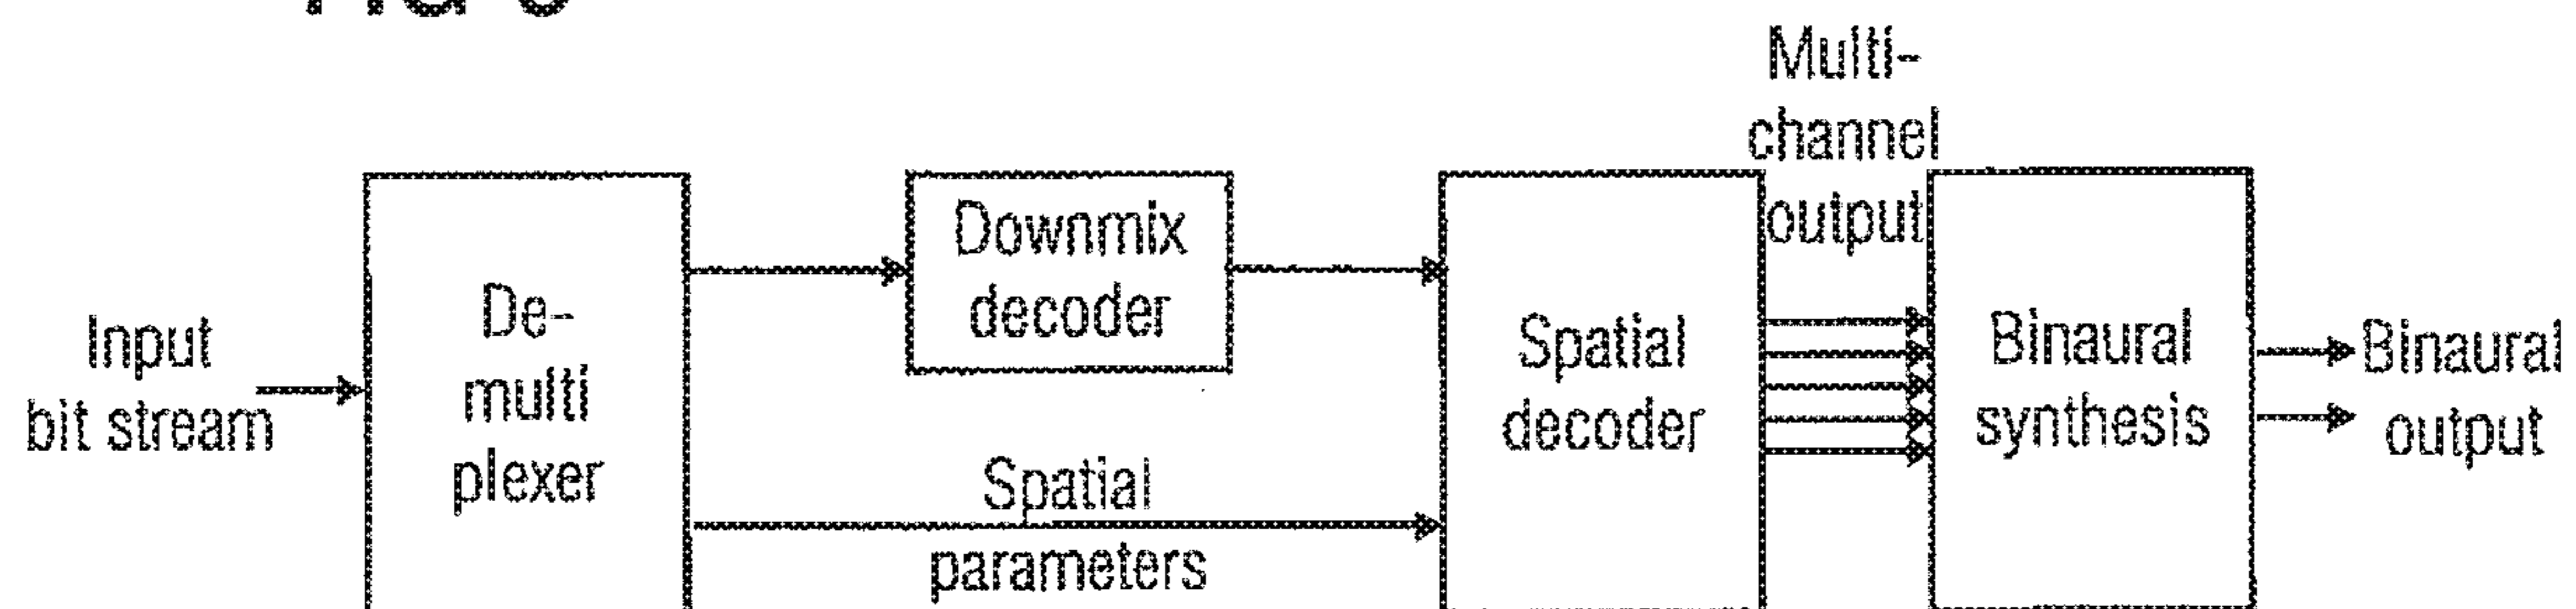 Multi-
channel
output
Input
bit stream
De-
multi
plexer
Downmix
decoder
Spatial
parameters
Spatial
decoder
Binaural
synthesis
Binaural
output